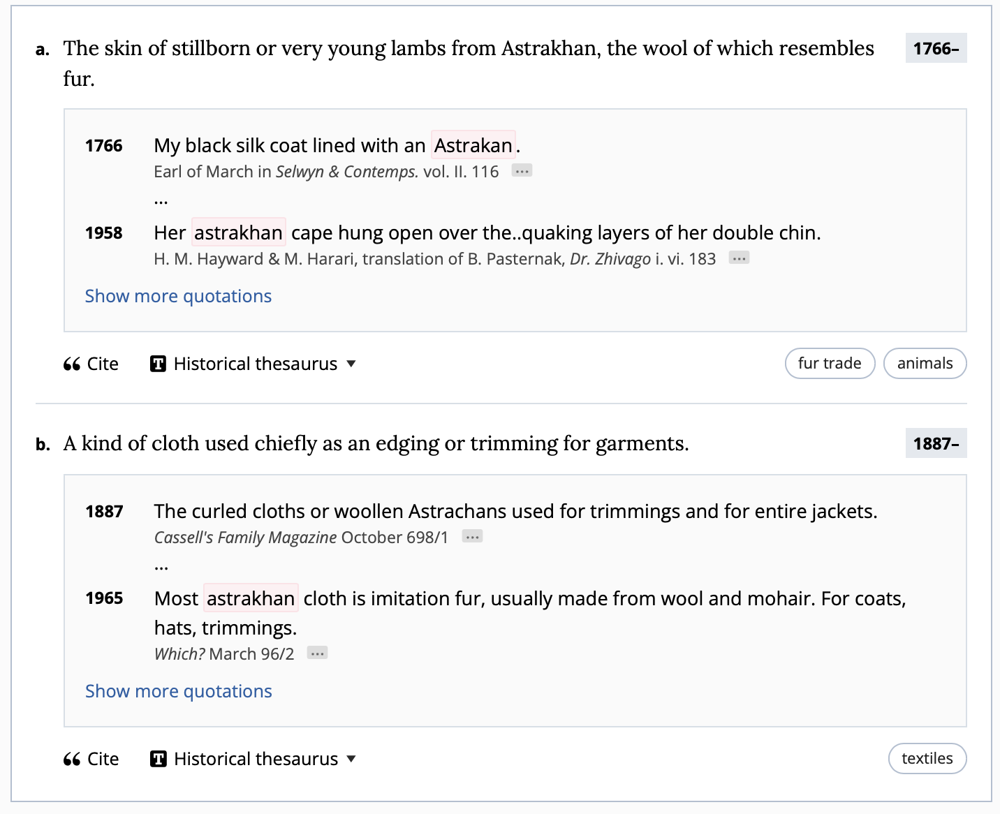 a. The skin of stillborn or very young lambs from Astrakhan, the wool of which resembles 1766–
fur.
1766 My black silk coat lined with an Astrakan.
Earl of March in Selwyn & Contemps. vol. II. 116 ...
...
1958 Her astrakhan cape hung open over the..quaking layers of her double chin.
H. M. Hayward & M. Harari, translation of B. Pasternak, Dr. Zhivago i. vi. 183 ...
Show more quotations
Cite T Historical thesaurus fur trade animals
b. A kind of cloth used chiefly as an edging or trimming for garments. 1887–
1887 The curled cloths or woollen Astrachans used for trimmings and for entire jackets.
Cassell's Family Magazine October 698/1 ...
...
1965 Most astrakhan cloth is imitation fur, usually made from wool and mohair. For coats,
hats, trimmings.
Which? March 96/2 ...
Show more quotations
Cite T Historical thesaurus textiles